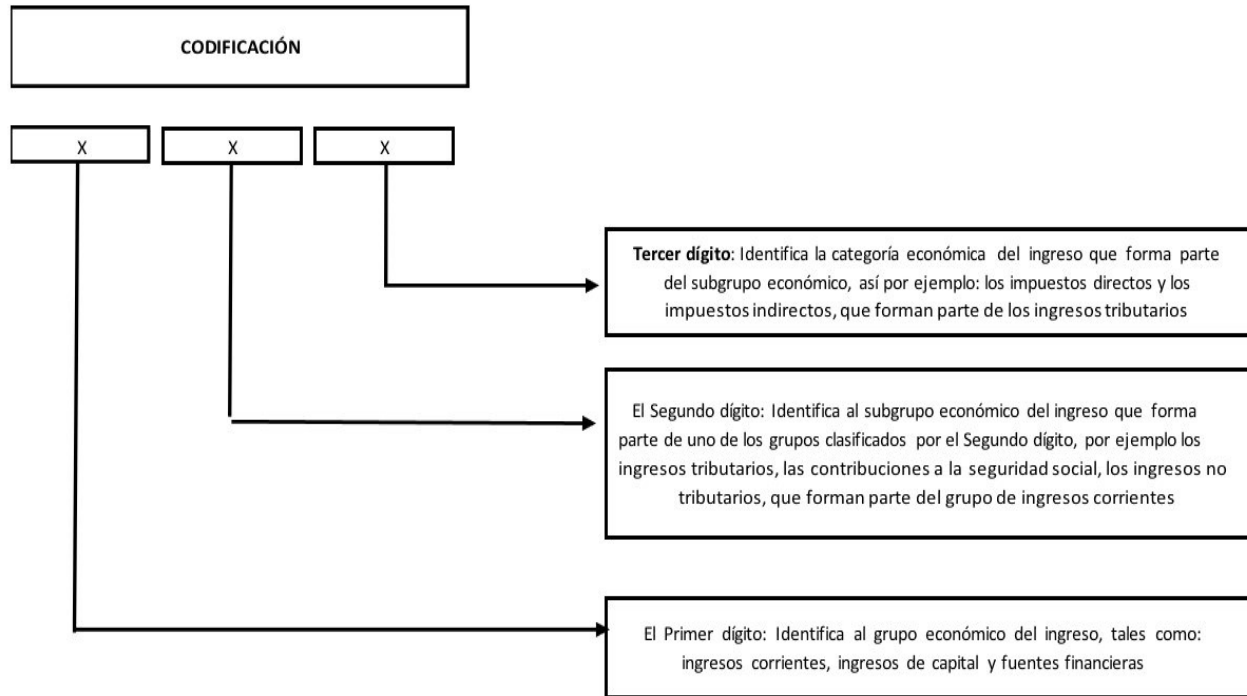 CODIFICACIÓN
X X X
Tercer dígito: Identifica la categoría económica del ingreso que forma parte
del subgrupo económico, así por ejemplo: los impuestos directos y los
impuestos indirectos, que forman parte de los ingresos tributarios
El Segundo dígito: Identifica al subgrupo económico del ingreso que forma
parte de uno de los grupos clasificados por el Segundo dígito, por ejemplo los
ingresos tributarios, las contribuciones a la seguridad social, los ingresos no
tributarios, que forman parte del grupo de ingresos corrientes
El Primer dígito: Identifica al grupo económico del ingreso, tales como:
ingresos corrientes, ingresos de capital y fuentes financieras